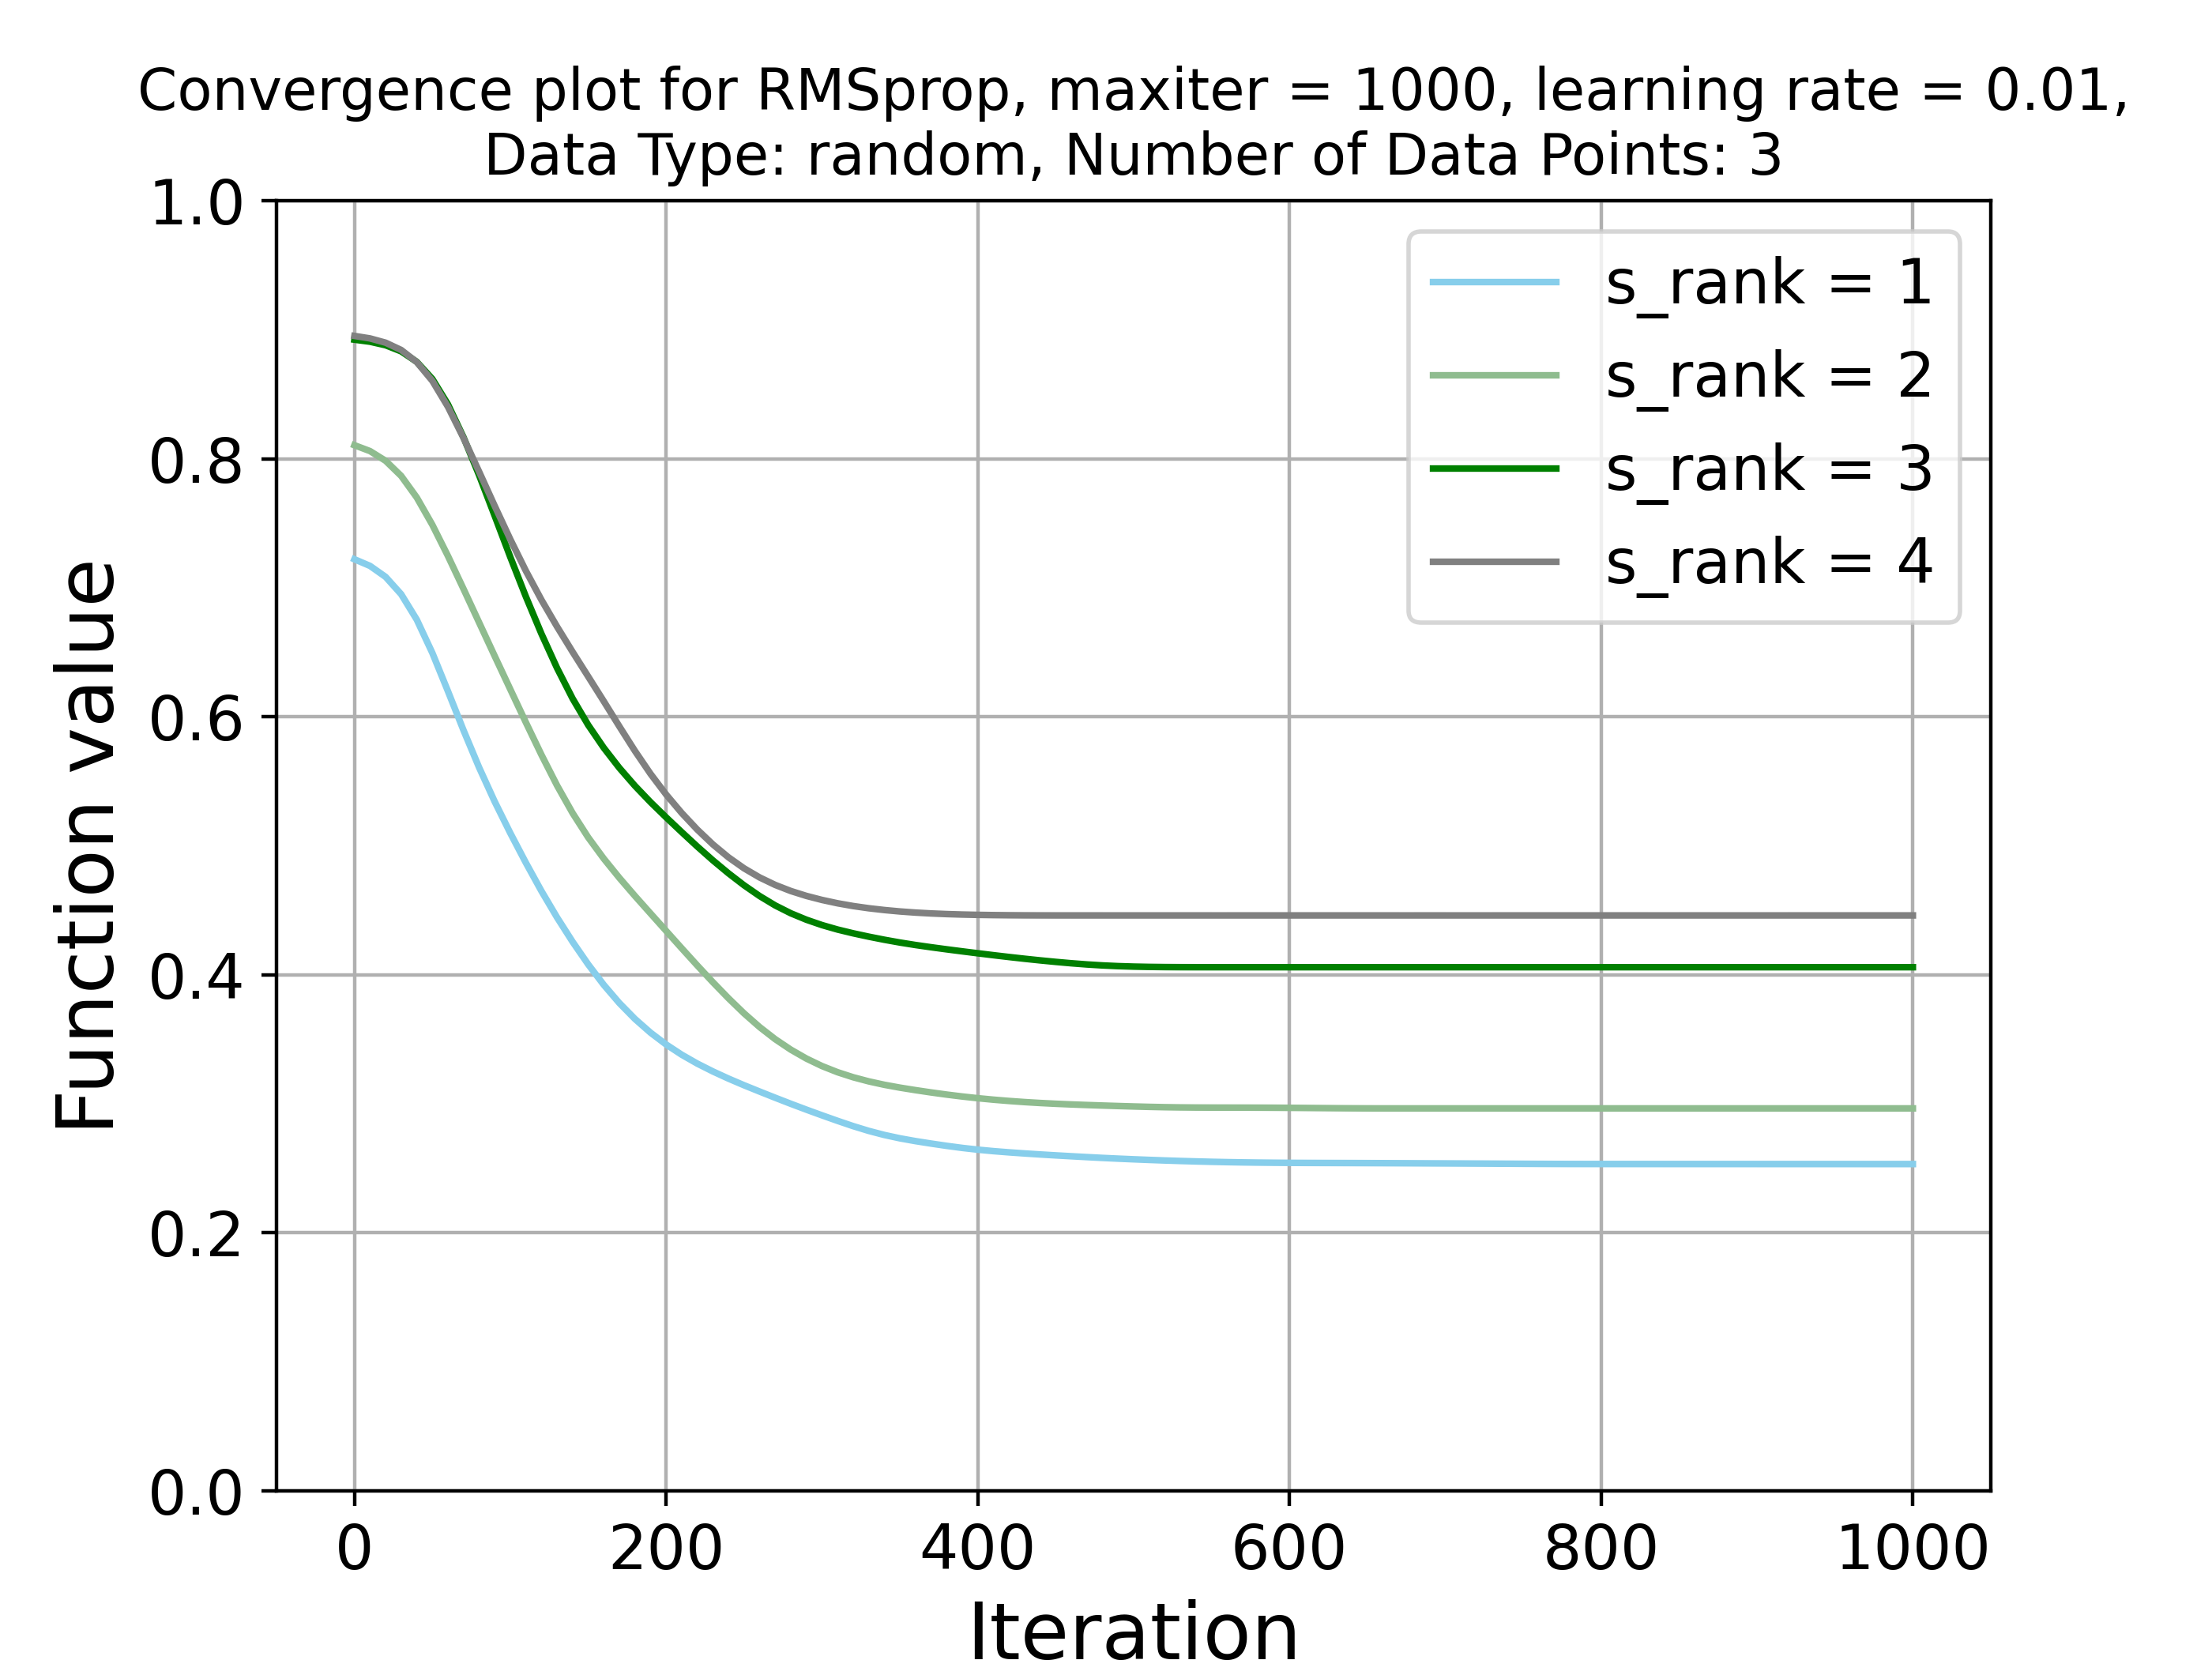 Convergence plot for RMSprop, maxiter = 1000, learning rate = 0.01,
Data Type: random, Number of Data Points: 3
1.0
0.8
0.6
0.4
0.2
0.0
Function value
s_rank = 1
s_rank = 2
s_rank = 3
s_rank = 4
0 200 400 600 800 1000
Iteration